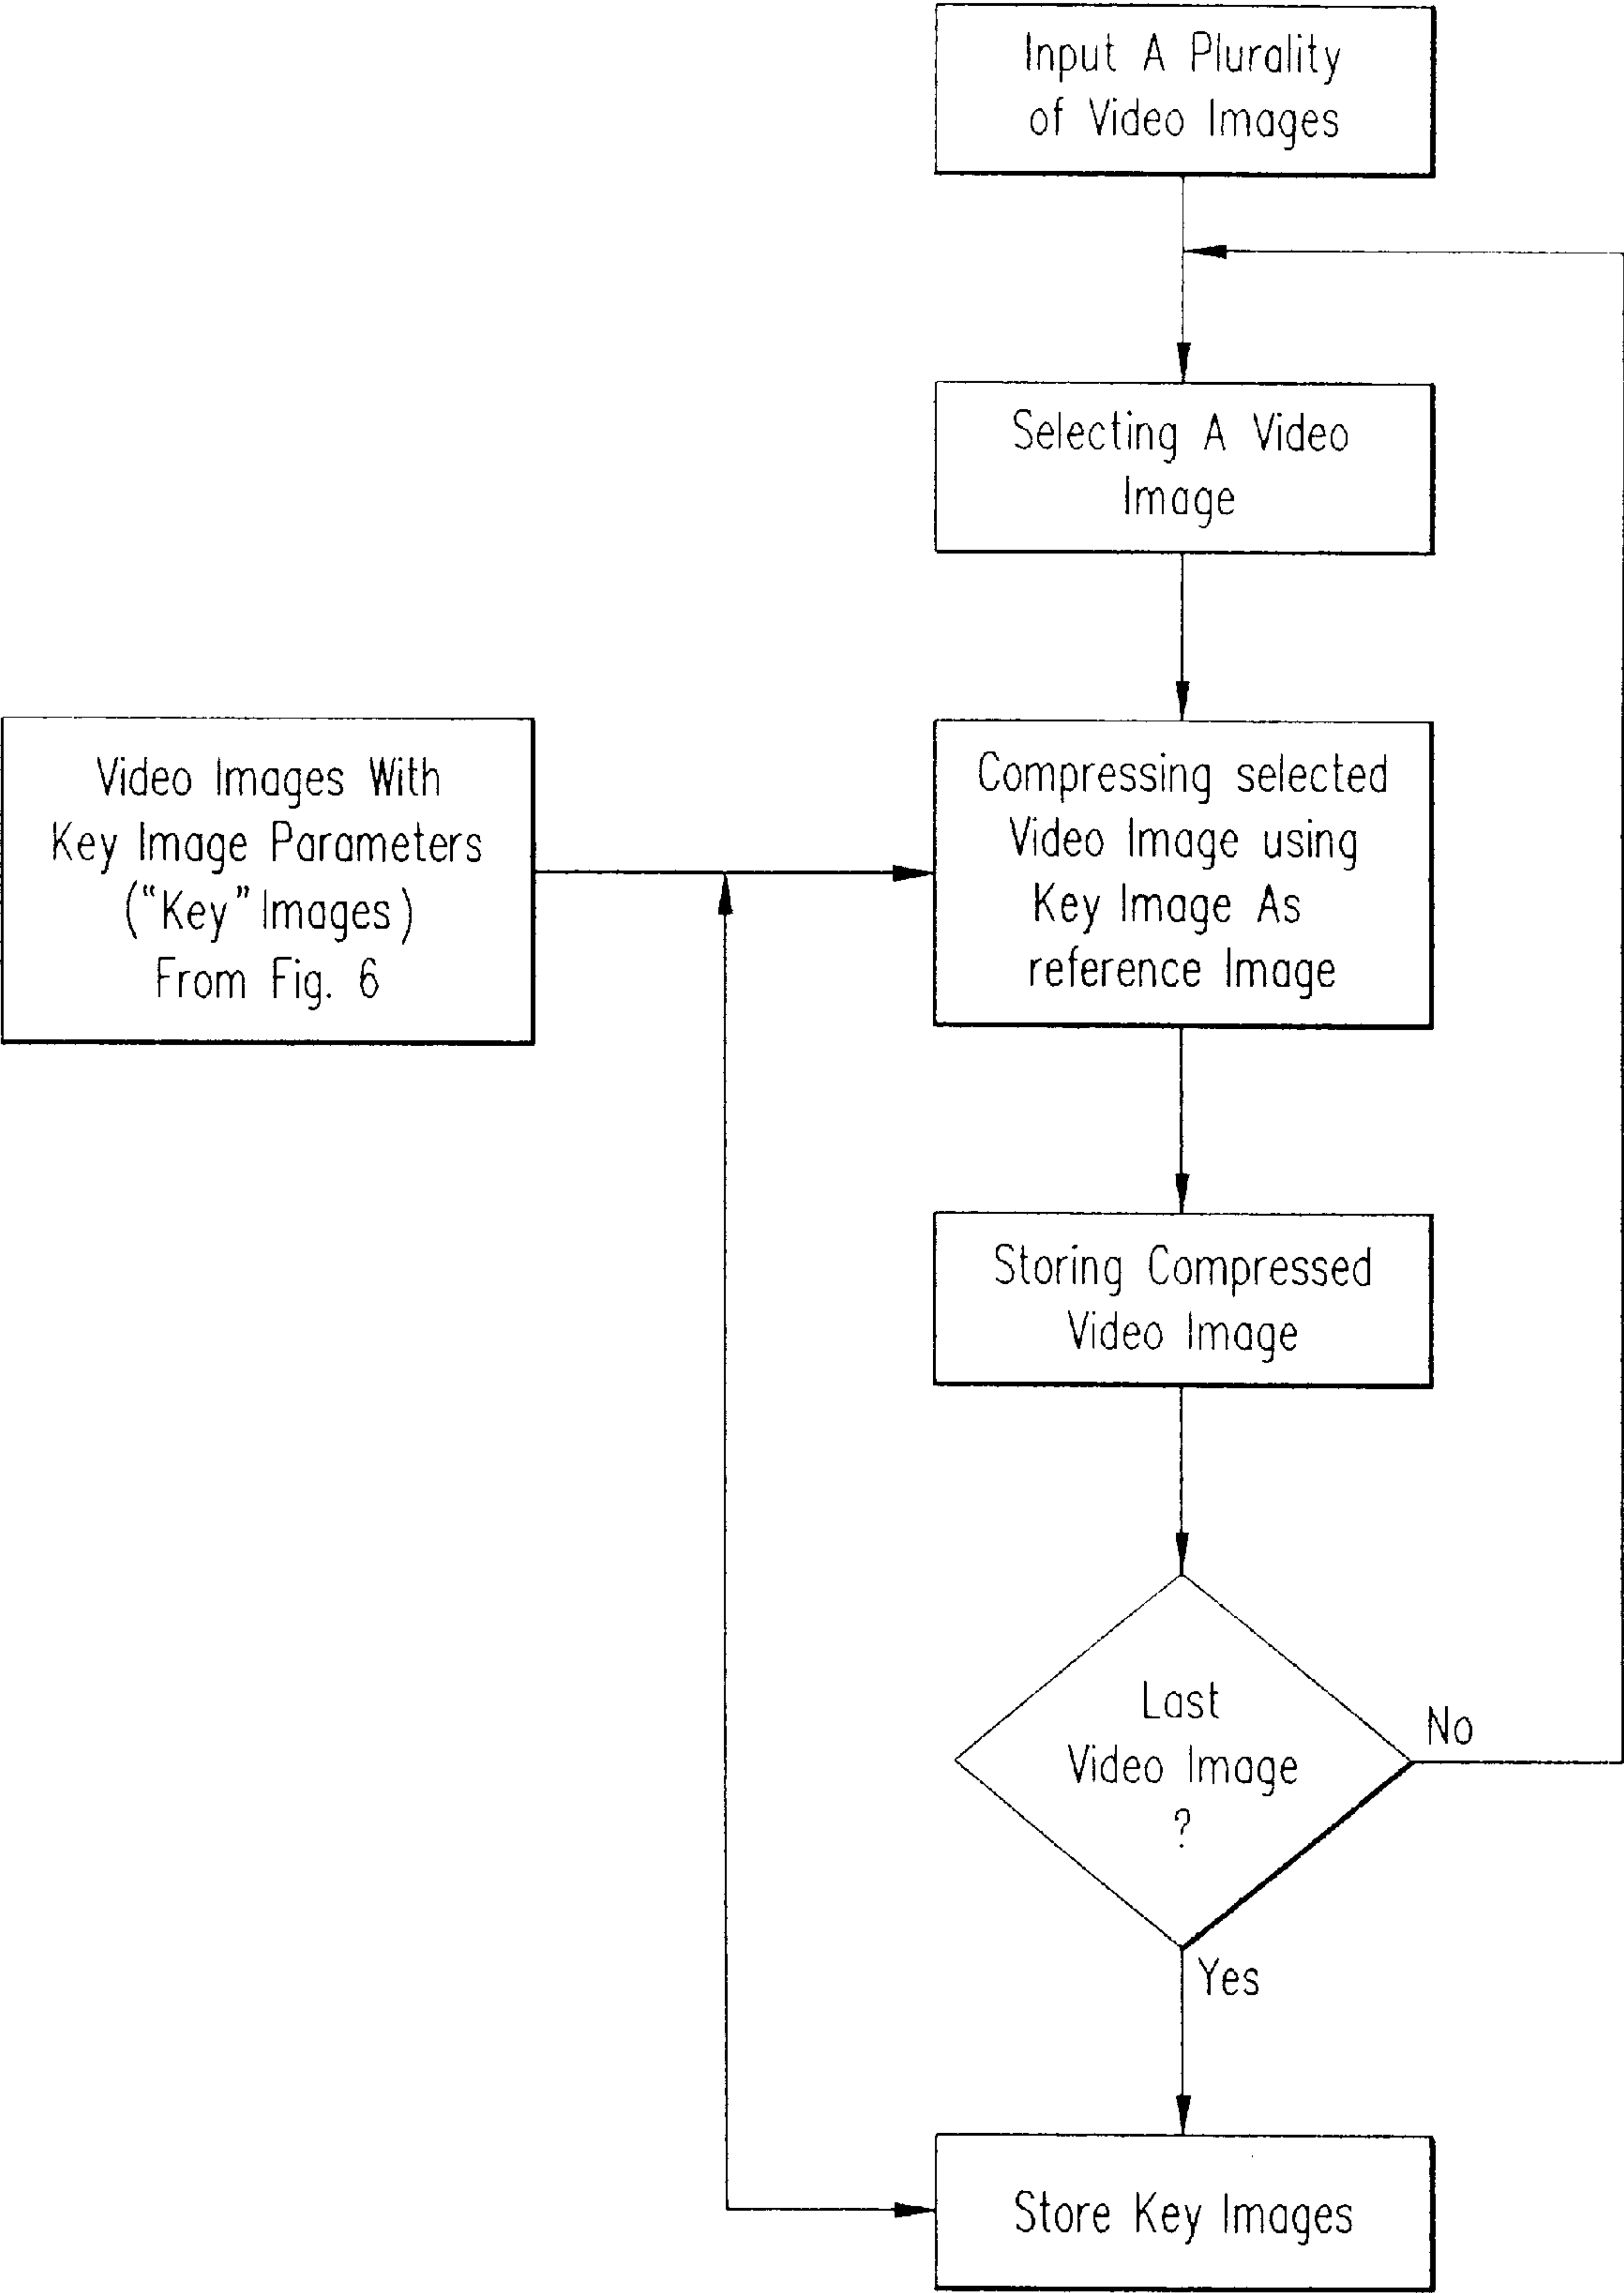 Input A Plurality
of Video Images
Selecting A Video
Image
Video Images With
Key Image Parameters
("Key" Images)
From Fig. 6
Compressing selected
Video Image using
Key Image As
reference Image
Storing Compressed
Video Image
Last
Video Image
?
No
Yes
Store Key Images